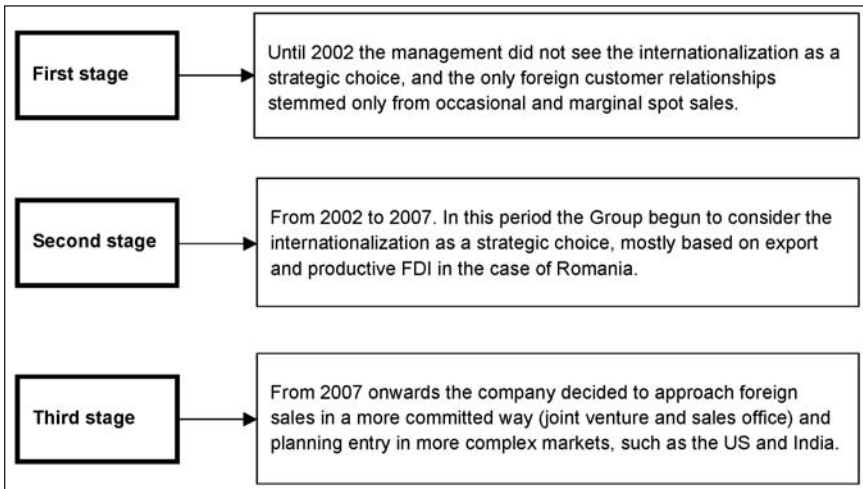 First stage
Until 2002 the management did not see the internationalization as a
strategic choice, and the only foreign customer relationships
stemmed only from occasional and marginal spot sales.
Second stage
From 2002 to 2007. In this period the Group begun to consider the
internationalization as a strategic choice, mostly based on export
and productive FDI in the case of Romania.
Third stage
From 2007 onwards the company decided to approach foreign
sales in a more committed way (joint venture and sales office) and
planning entry in more complex markets, such as the US and India.